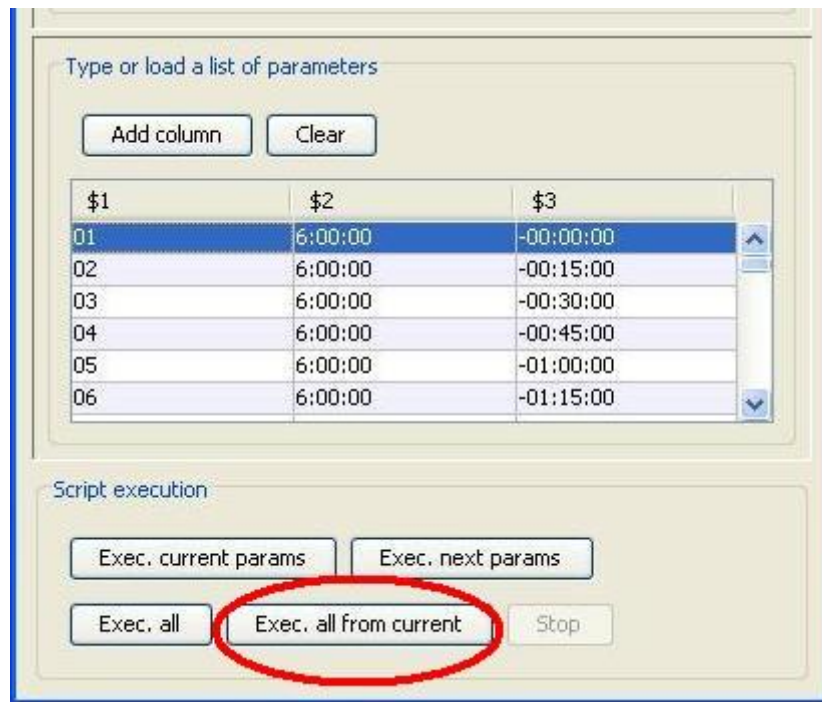 Type or load a list of parameters
Add column Clear
$1 $2 $3
01 6:00:00 -00:00:00
02 6:00:00 -00:15:00
03 6:00:00 -00:30:00
04 6:00:00 -00:45:00
05 6:00:00 -01:00:00
06 6:00:00 -01:15:00
Script execution
Exec. current params Exec. next params
Exec. all Exec. all from current Stop